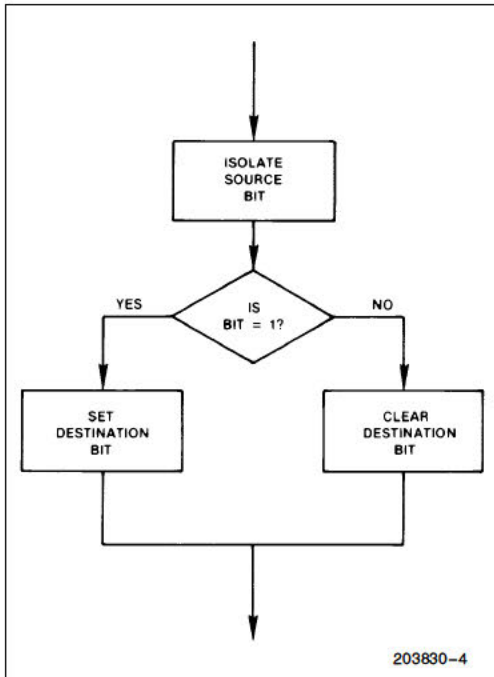 ISOLATE
SOURCE
BIT
YES
IS
BIT = 1?
NO
SET
DESTINATION
BIT
CLEAR
DESTINATION
BIT
203830-4